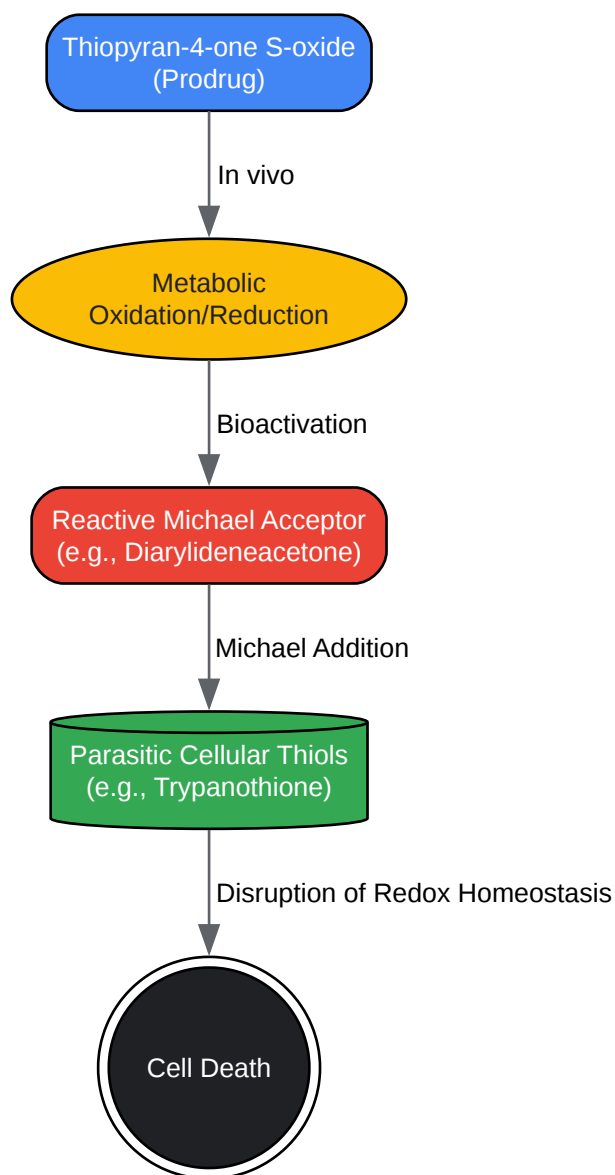 Thiopyran-4-one S-oxide
(Prodrug)
In vivo
Metabolic
Oxidation/Reduction
Bioactivation
Reactive Michael Acceptor
(e.g., Diarylideneacetone)
Michael Addition
Parasitic Cellular Thiols
(e.g., Trypanothione)
Disruption of Redox Homeostasis
Cell Death